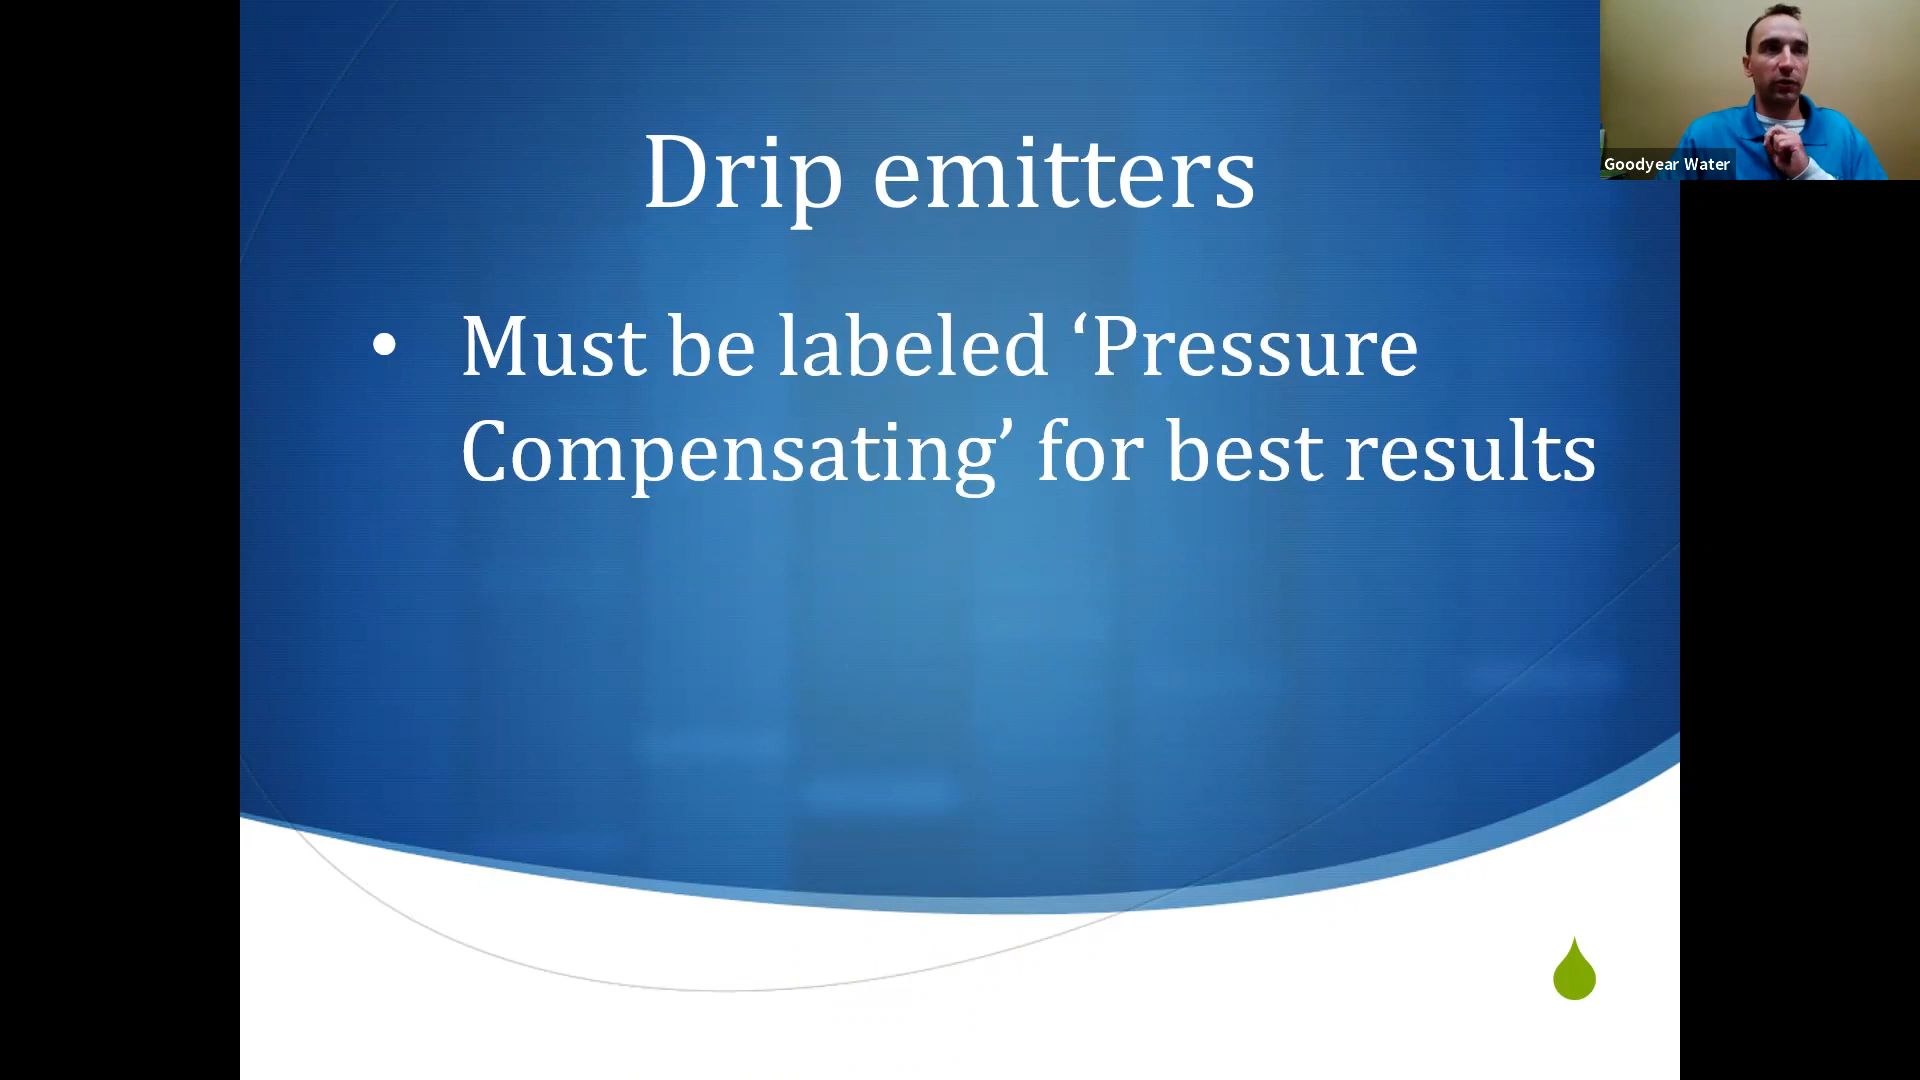 Drip emitters
• Must be labeled ‘Pressure
Compensating’ for best results
Goodyear Water